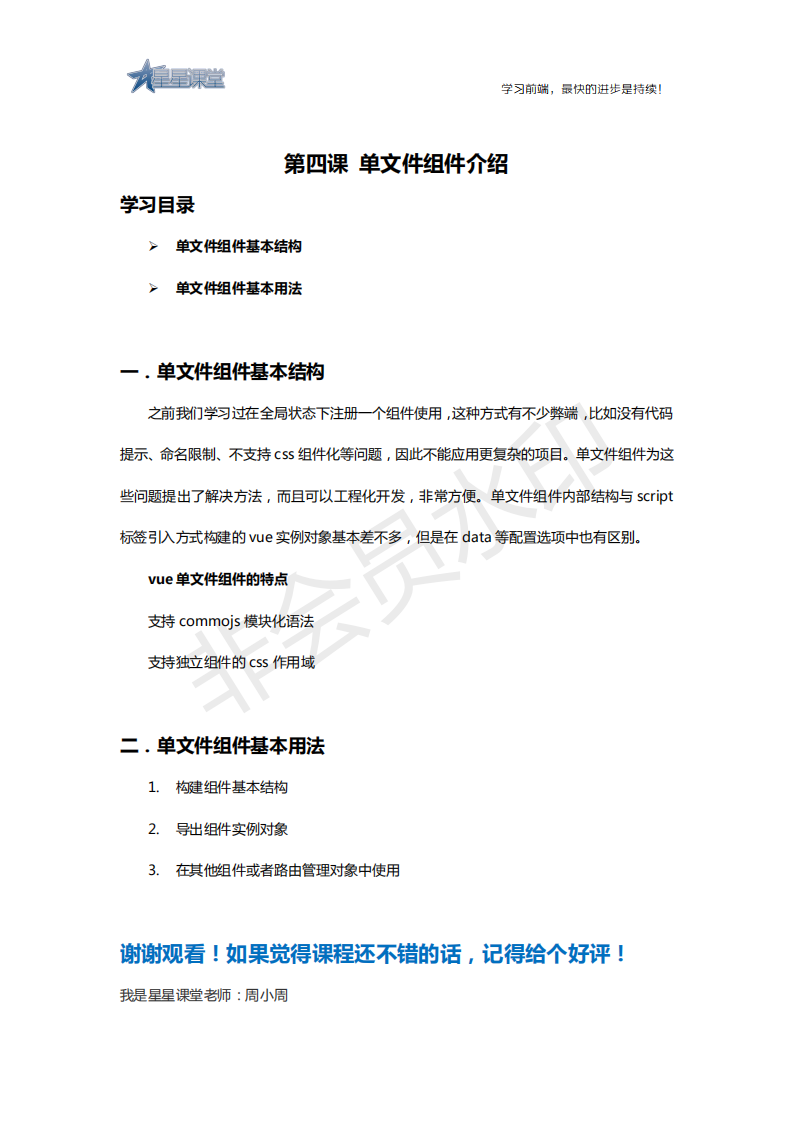 星星课堂
学习前端，最快的进步是持续！
第四课 单文件组件介绍
学习目录
➢ 单文件组件基本结构
➢ 单文件组件基本用法
一．单文件组件基本结构
之前我们学习过在全局状态下注册一个组件使用，这种方式有不少弊端，比如没有代码
提示、命名限制、不支持 css 组件化等问题，因此不能应用更复杂的项目。单文件组件为这
些问题提出了解决方法，而且可以工程化开发，非常方便。单文件组件内部结构与 script
标签引入方式构建的 vue 实例对象基本差不多，但是在 data 等配置选项中也有区别。
vue 单文件组件的特点
支持 commojs 模块化语法
支持独立组件的 css 作用域
二．单文件组件基本用法
1. 构建组件基本结构
2. 导出组件实例对象
3. 在其他组件或者路由管理对象中使用
谢谢观看！如果觉得课程还不错的话，记得给个好评！
我是星星课堂老师：周小周
非会员水印